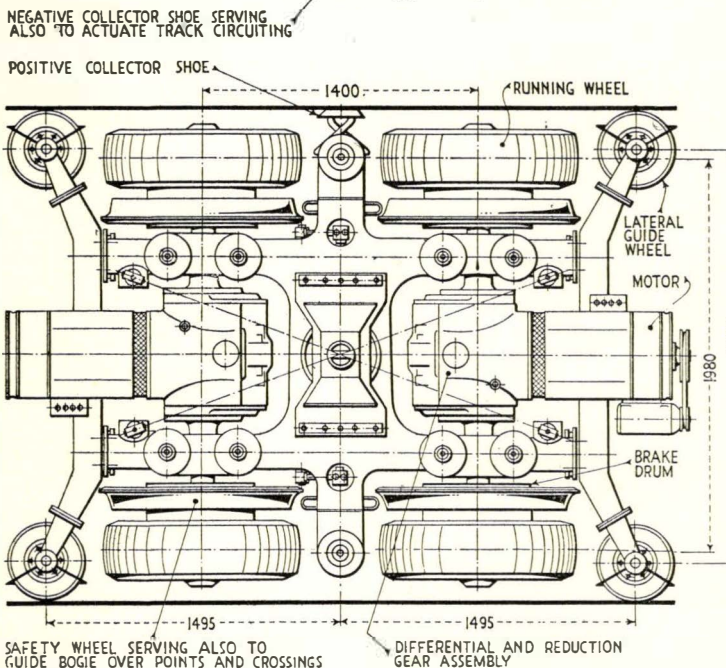 NEGATIVE COLLECTOR SHOE SERVING
ALSO TO ACTUATE TRACK CIRCUITING
POSITIVE COLLECTOR SHOE
1400
RUNNING WHEEL
LATERAL
GUIDE
WHEEL
MOTOR
1980
BRAKE
DRUM
1495
1495
SAFETY WHEEL SERVING ALSO TO
GUIDE BOGIE OVER POINTS AND CROSSINGS
DIFFERENTIAL AND REDUCTION
GEAR ASSEMBLY